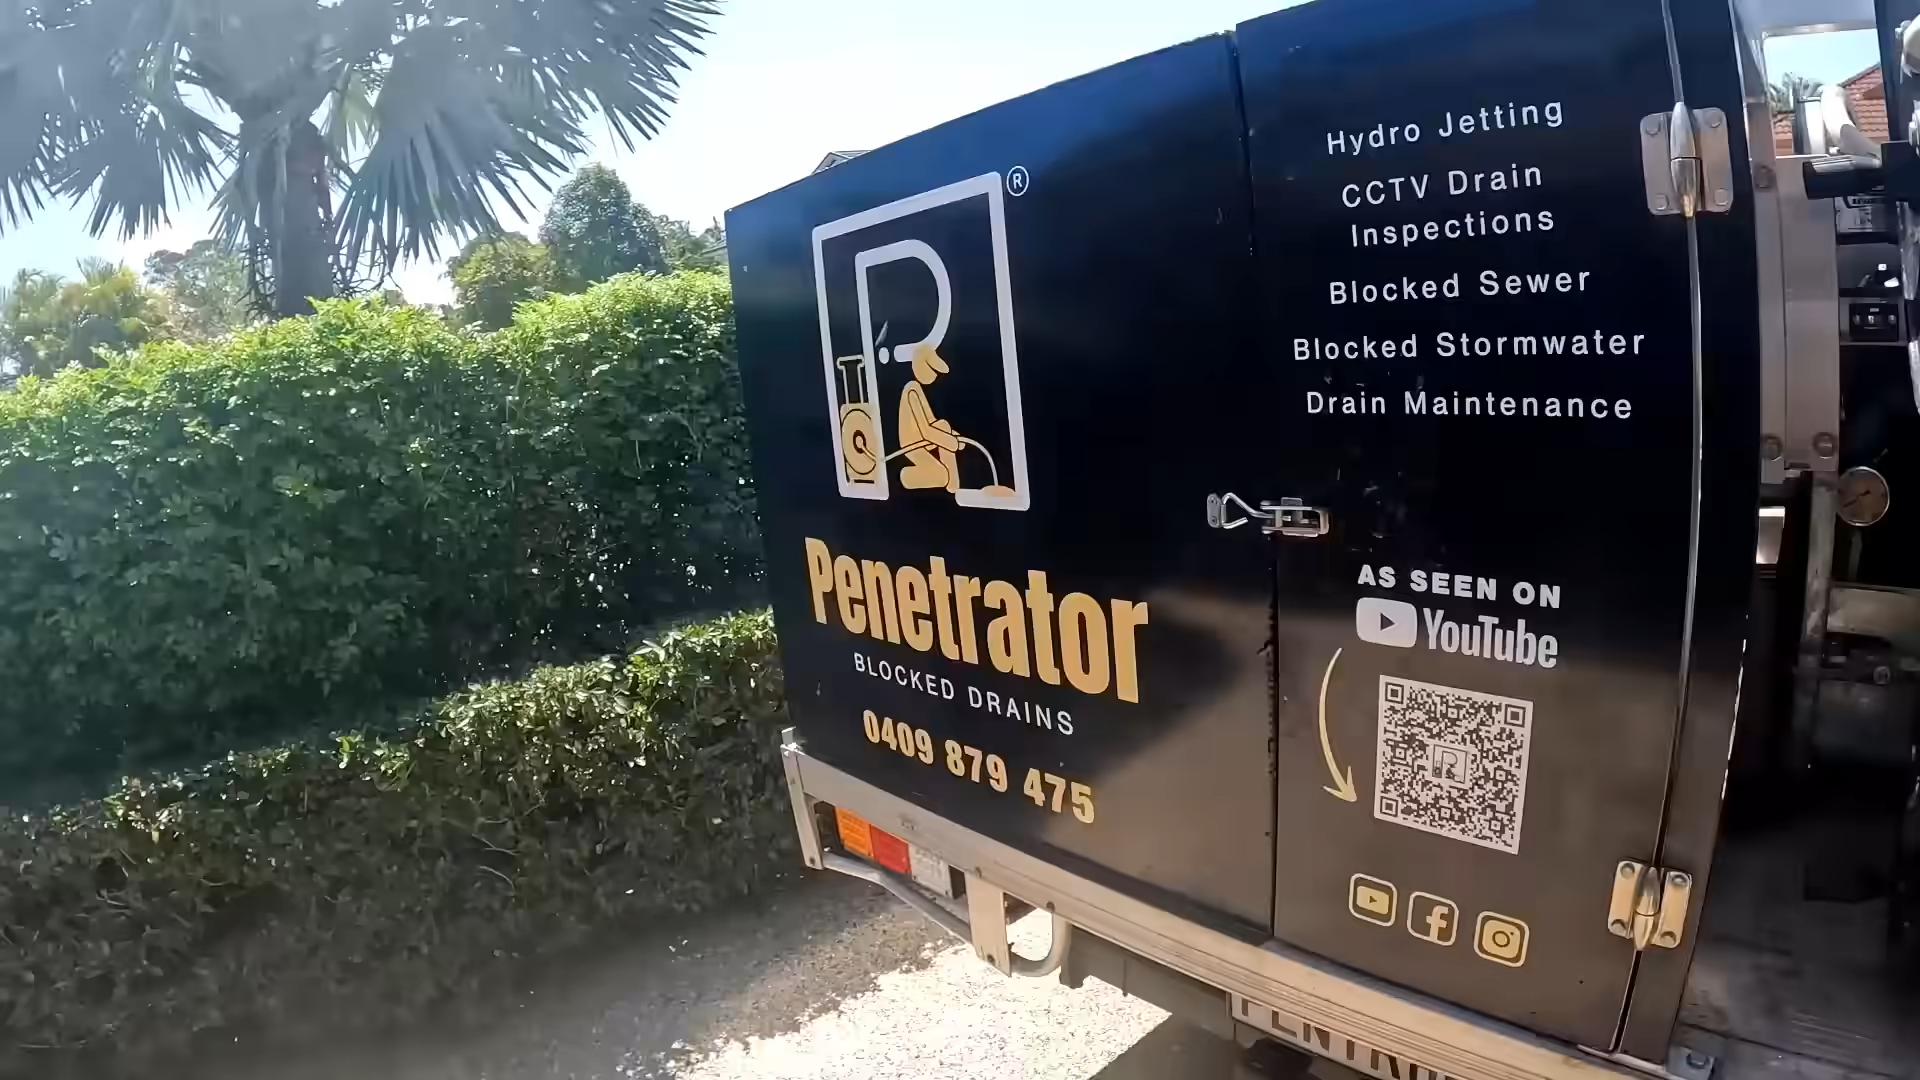 ®
Penetrator
BLOCKED DRAINS
0409 879 475
Hydro Jetting
CCTV Drain
Inspections
Blocked Sewer
Blocked Stormwater
Drain Maintenance
AS SEEN ON
YouTube